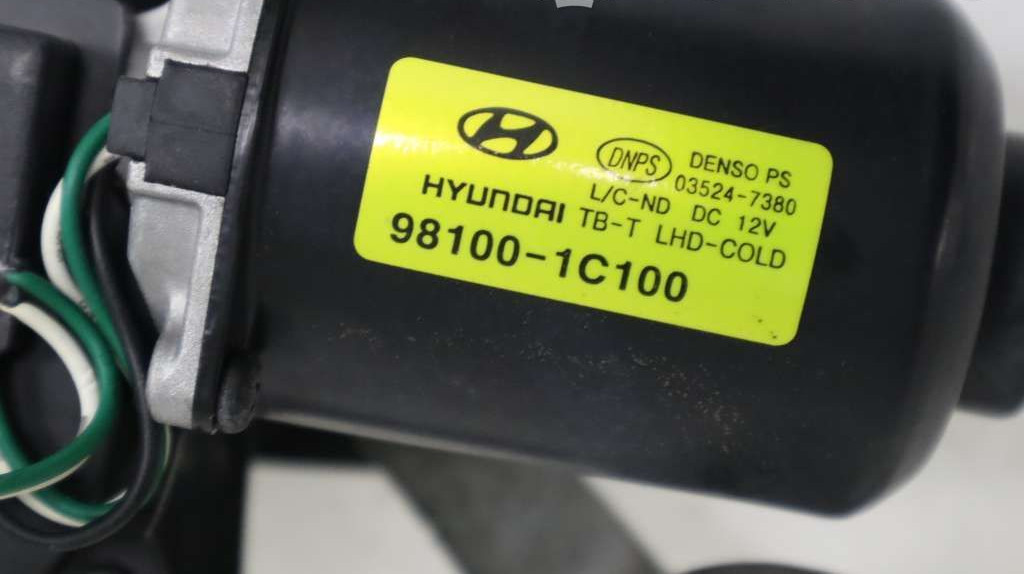 DNPS
DENSO PS
03524-7380
L/C-ND DC 12V
HYUNDAI TB-T LHD-COLD
98100-1C100